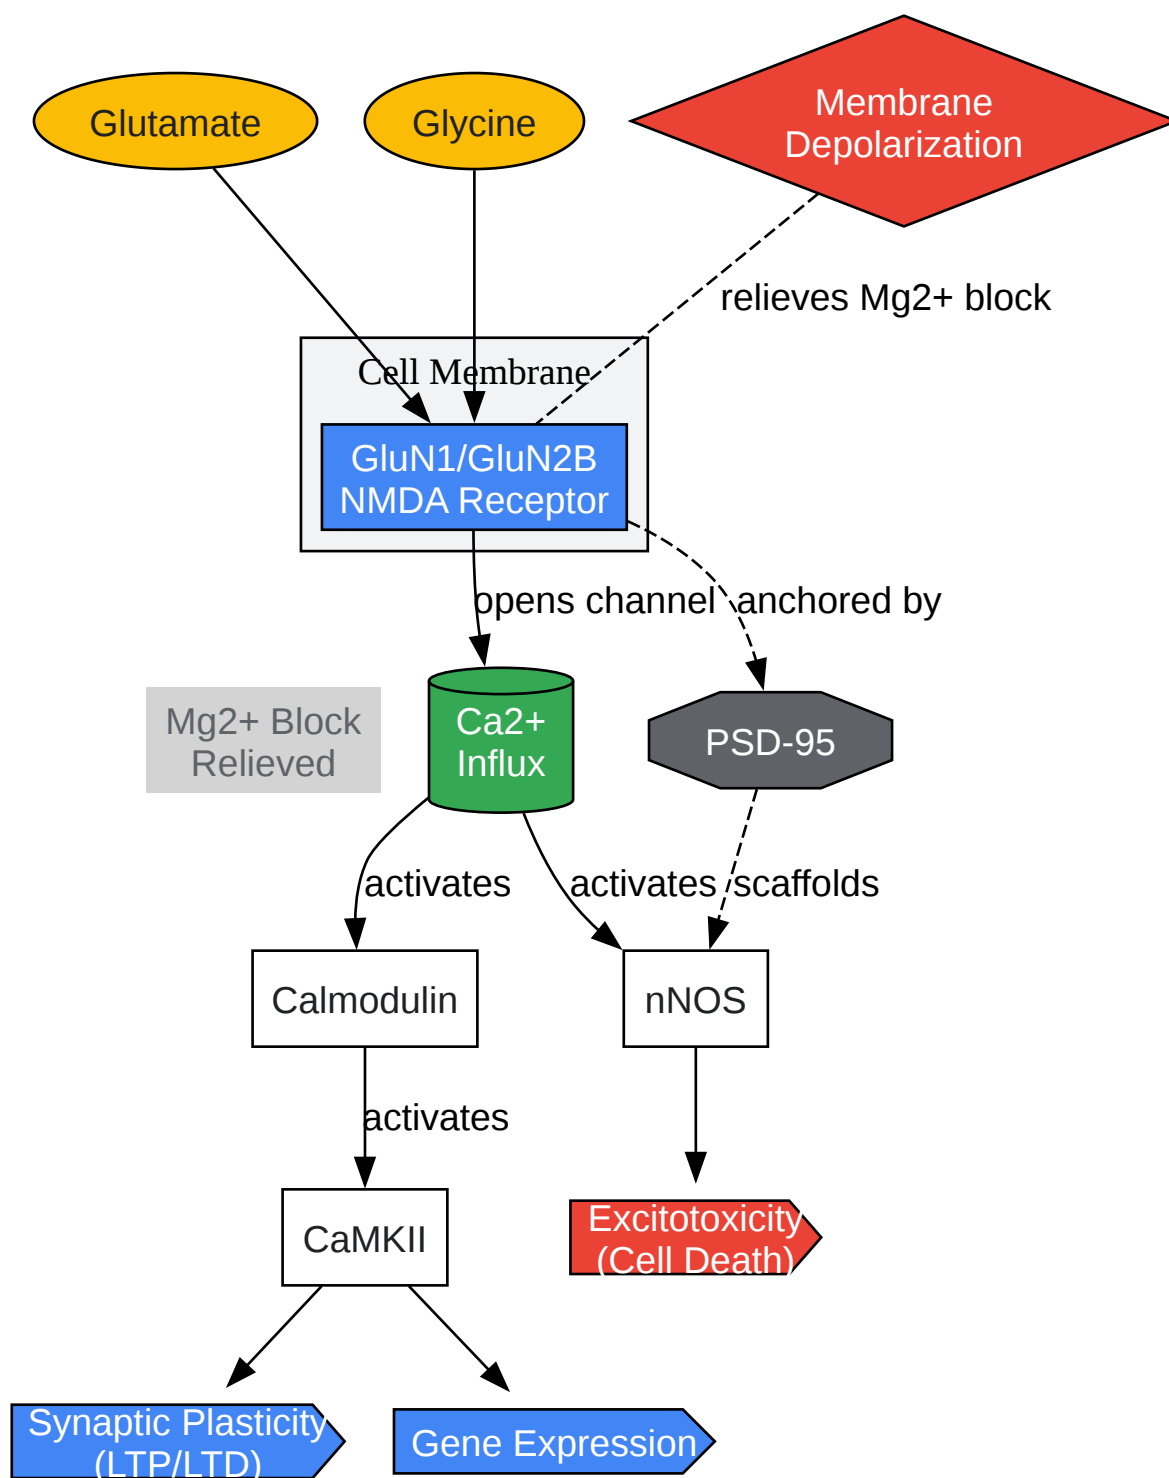 Glutamate
Glycine
Membrane
Depolarization
relieves Mg2+ block
Cell Membrane
GluN1/GluN2B
NMDA Receptor
opens channel
anchored by
Mg2+ Block
Relieved
Ca2+
Influx
PSD-95
activates
activates
scaffolds
Calmodulin
nNOS
activates
CaMKII
Excitotoxicity
(Cell Death)
Synaptic Plasticity
(LTP/LTD)
Gene Expression